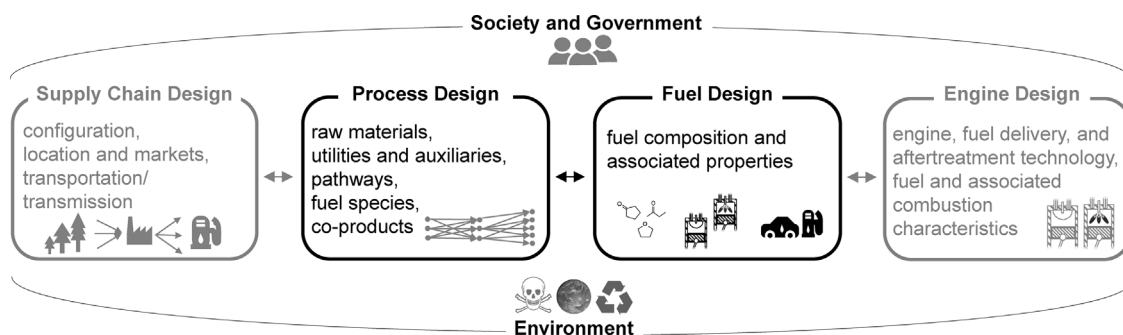 Society and Government
Supply Chain Design
configuration,
location and markets,
transportation/
transmission
Process Design
raw materials,
utilities and auxiliaries,
pathways,
fuel species,
co-products
Fuel Design
fuel composition and
associated properties
Engine Design
engine, fuel delivery, and
aftertreatment technology,
fuel and associated
combustion
characteristics
Environment